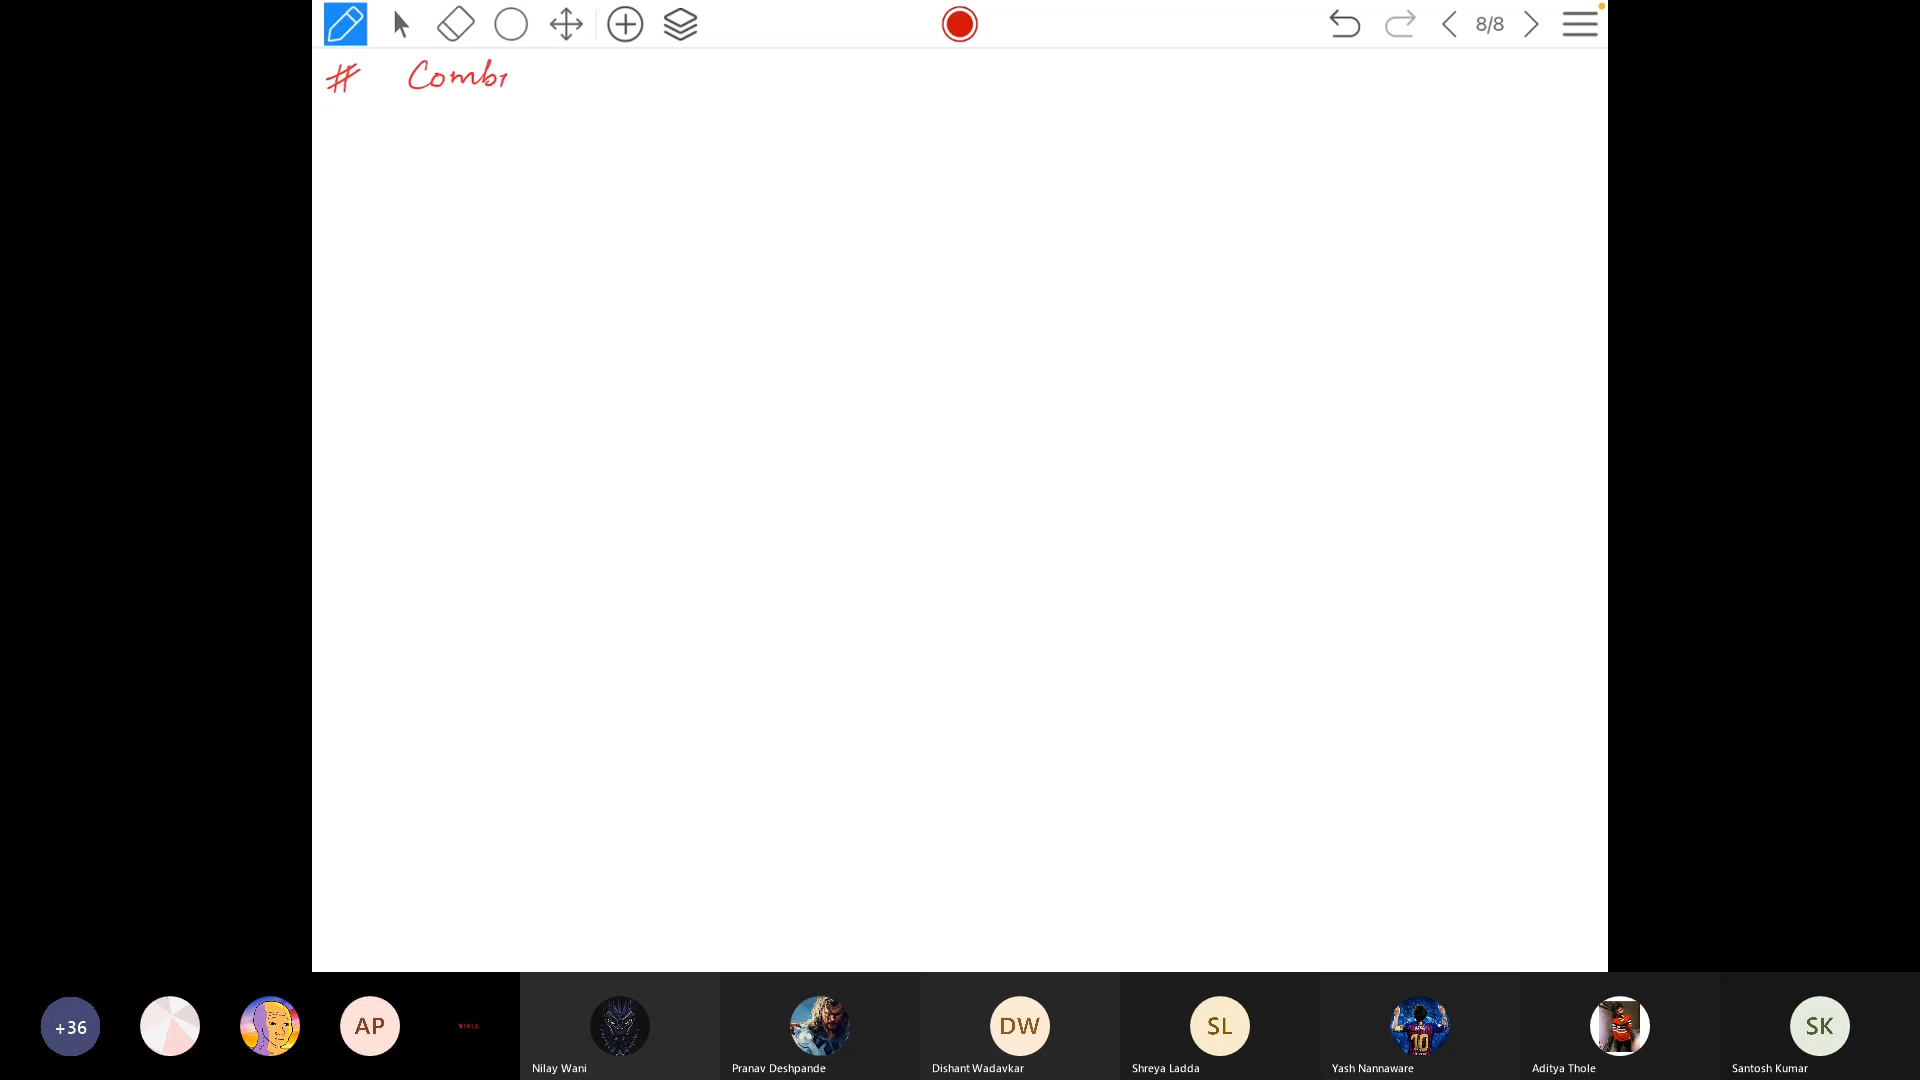 8/8
# Combi
+36
AP
DW
SL
10
SK
Nilay Wani
Pranav Deshpande
Dishant Wadavkar
Shreya Ladda
Yash Nannaware
Aditya Thole
Santosh Kumar